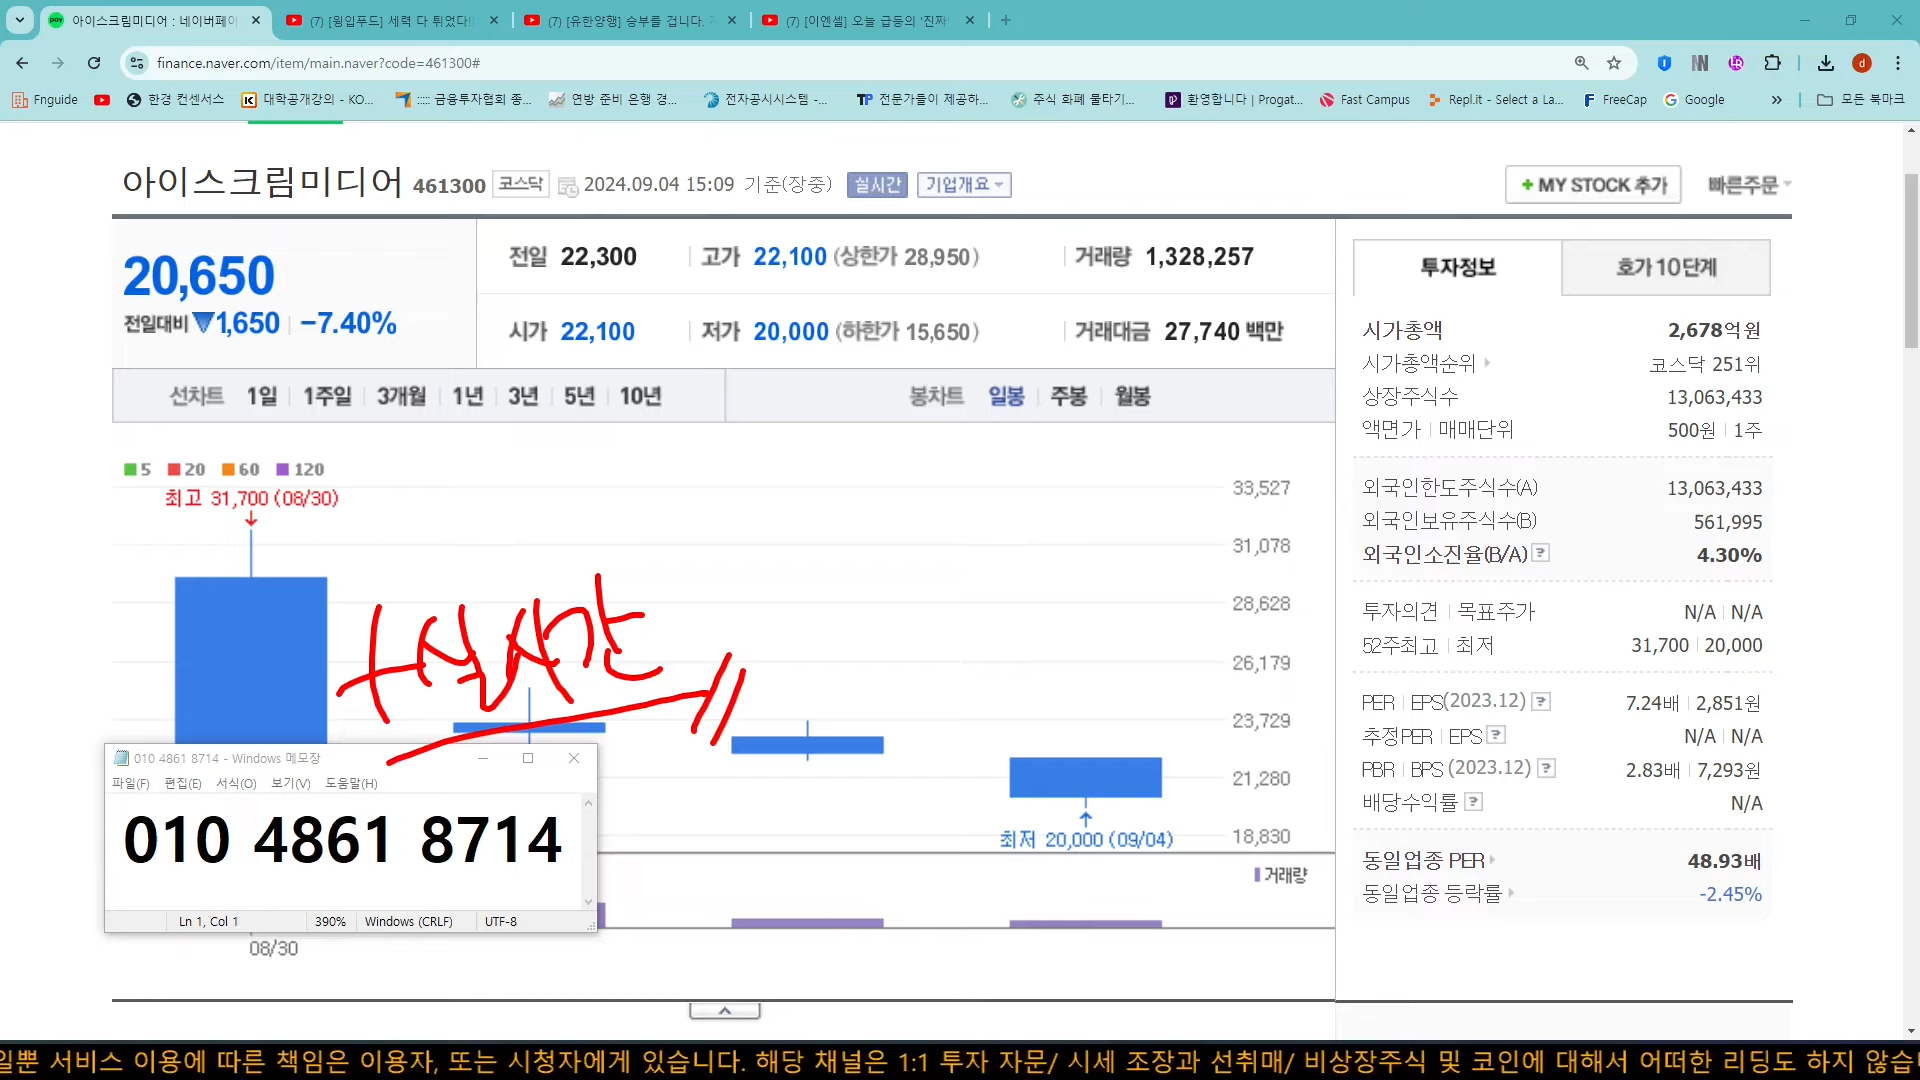 아이스크림미디어 : 네이버페이
(7) [윙입푸드] 세력 다 튀었다!
(7) [유한양행] 승부를 겁니다.
(7) [이엔셀] 오늘 급등의 '진짜'
finance.naver.com/item/main.naver?code=461300#
Fnguide 한경 컨센서스 대학공개강의 - KO... ::::: 금융투자협회 종... 연방 준비 은행 경... 전자공시시스템 -... 전문가들이 제공하... 주식 화폐 물타기... 환영합니다 | Progat... Fast Campus Repl.it - Select a La... FreeCap Google » 모든 북마크
아이스크림미디어 461300 코스닥 2024.09.04 15:09 기준(장중) 실시간 기업개요
+ MY STOCK 추가 빠른주문
20,650
전일대비 ▼1,650 −7.40%
전일 22,300 고가 22,100 (상한가 28,950) 거래량 1,328,257
시가 22,100 저가 20,000 (하한가 15,650) 거래대금 27,740 백만
선차트 1일 1주일 3개월 1년 3년 5년 10년 봉차트 일봉 주봉 월봉
5 20 60 120
최고 31,700 (08/30)
33,527
31,078
28,628
26,179
23,729
21,280
18,830
+실시간
최저 20,000 (09/04)
거래량
08/30
010 4861 8714 - Windows 메모장
파일(F) 편집(E) 서식(O) 보기(V) 도움말(H)
010 4861 8714
Ln 1, Col 1 390% Windows (CRLF) UTF-8
투자정보 호가 10단계
시가총액 2,678억원
시가총액순위 코스닥 251위
상장주식수 13,063,433
액면가 | 매매단위 500원 | 1주
외국인한도주식수(A) 13,063,433
외국인보유주식수(B) 561,995
외국인소진율(B/A) ? 4.30%
투자의견 | 목표주가 N/A | N/A
52주최고 | 최저 31,700 | 20,000
PER | EPS(2023.12) ? 7.24배 | 2,851원
추정PER | EPS ? N/A | N/A
PBR | BPS (2023.12) ? 2.83배 | 7,293원
배당수익률 ? N/A
동일업종 PER 48.93배
동일업종 등락률 -2.45%
일뿐 서비스 이용에 따른 책임은 이용자, 또는 시청자에게 있습니다. 해당 채널은 1:1 투자 자문/ 시세 조장과 선취매/ 비상장주식 및 코인에 대해서 어떠한 리딩도 하지 않습